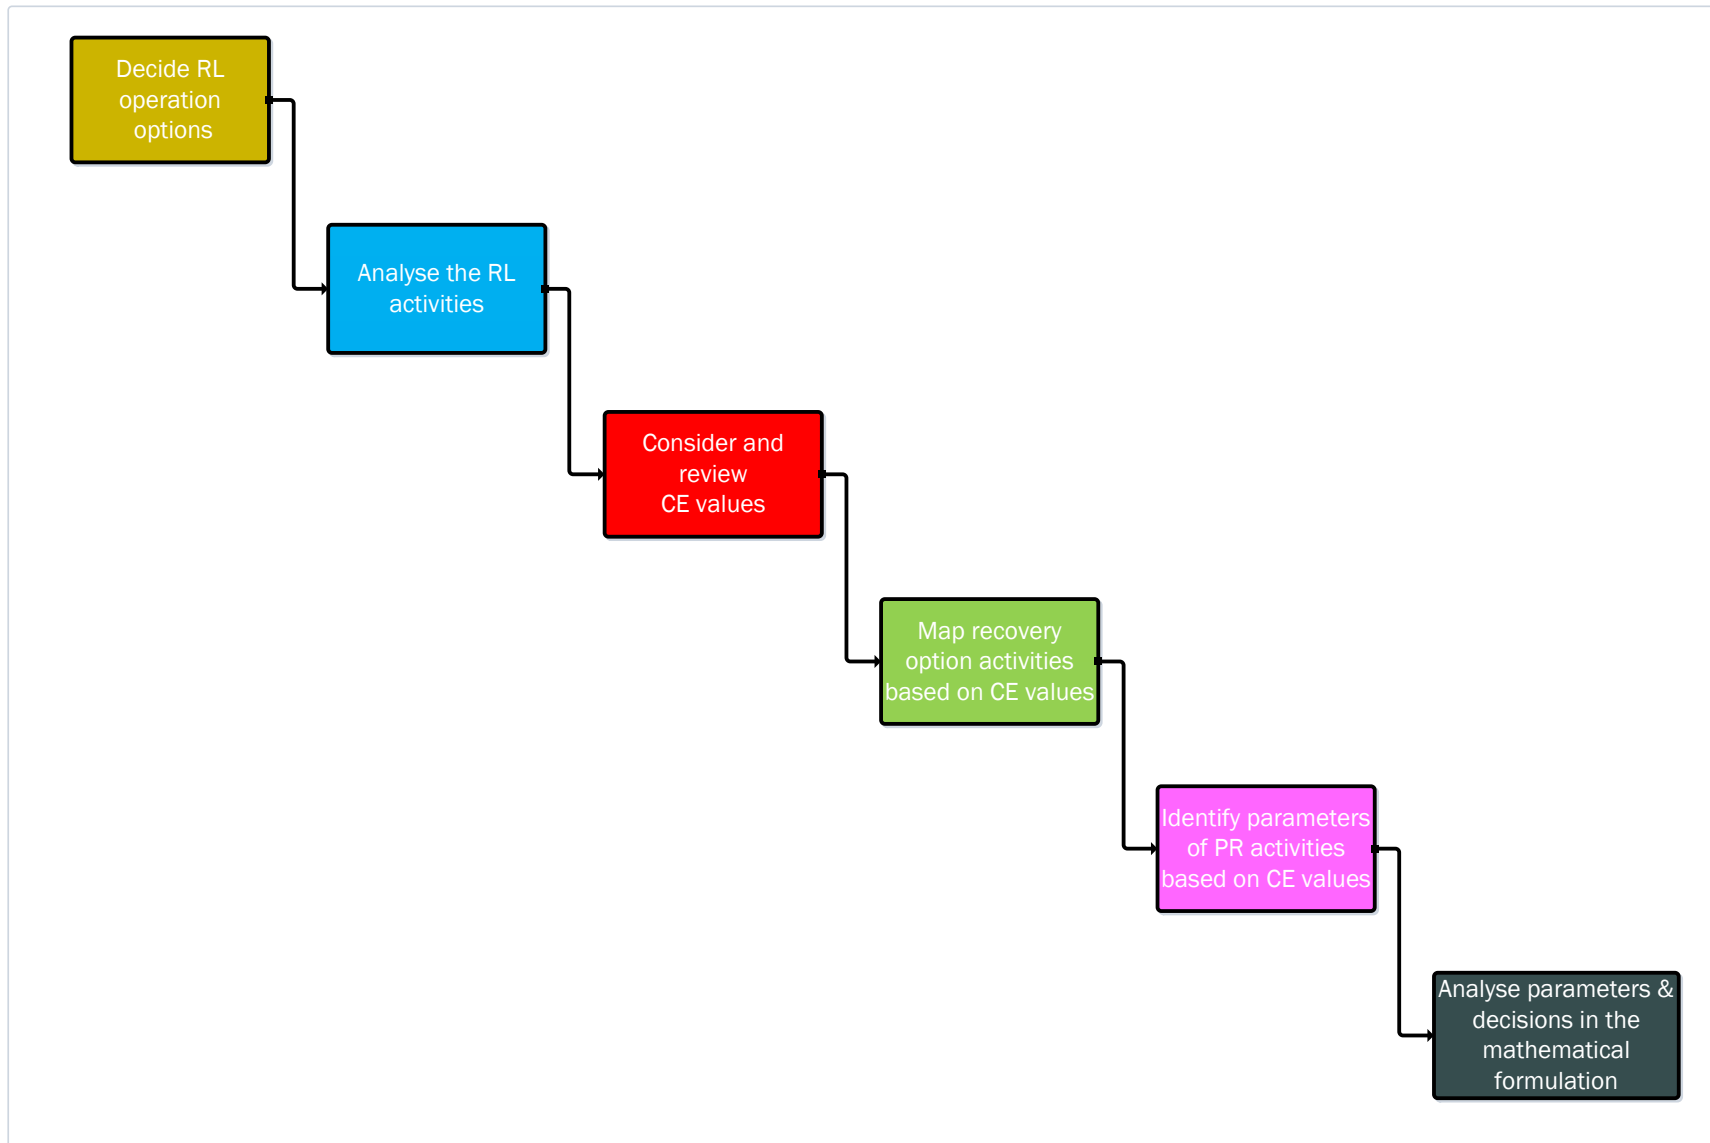 Decide RL
operation
options
Analyse the RL
activities
Consider and
review
CE values
Map recovery
option activities
based on CE values
Identify parameters
of PR activities
based on CE values
Analyse parameters &
decisions in the
mathematical
formulation